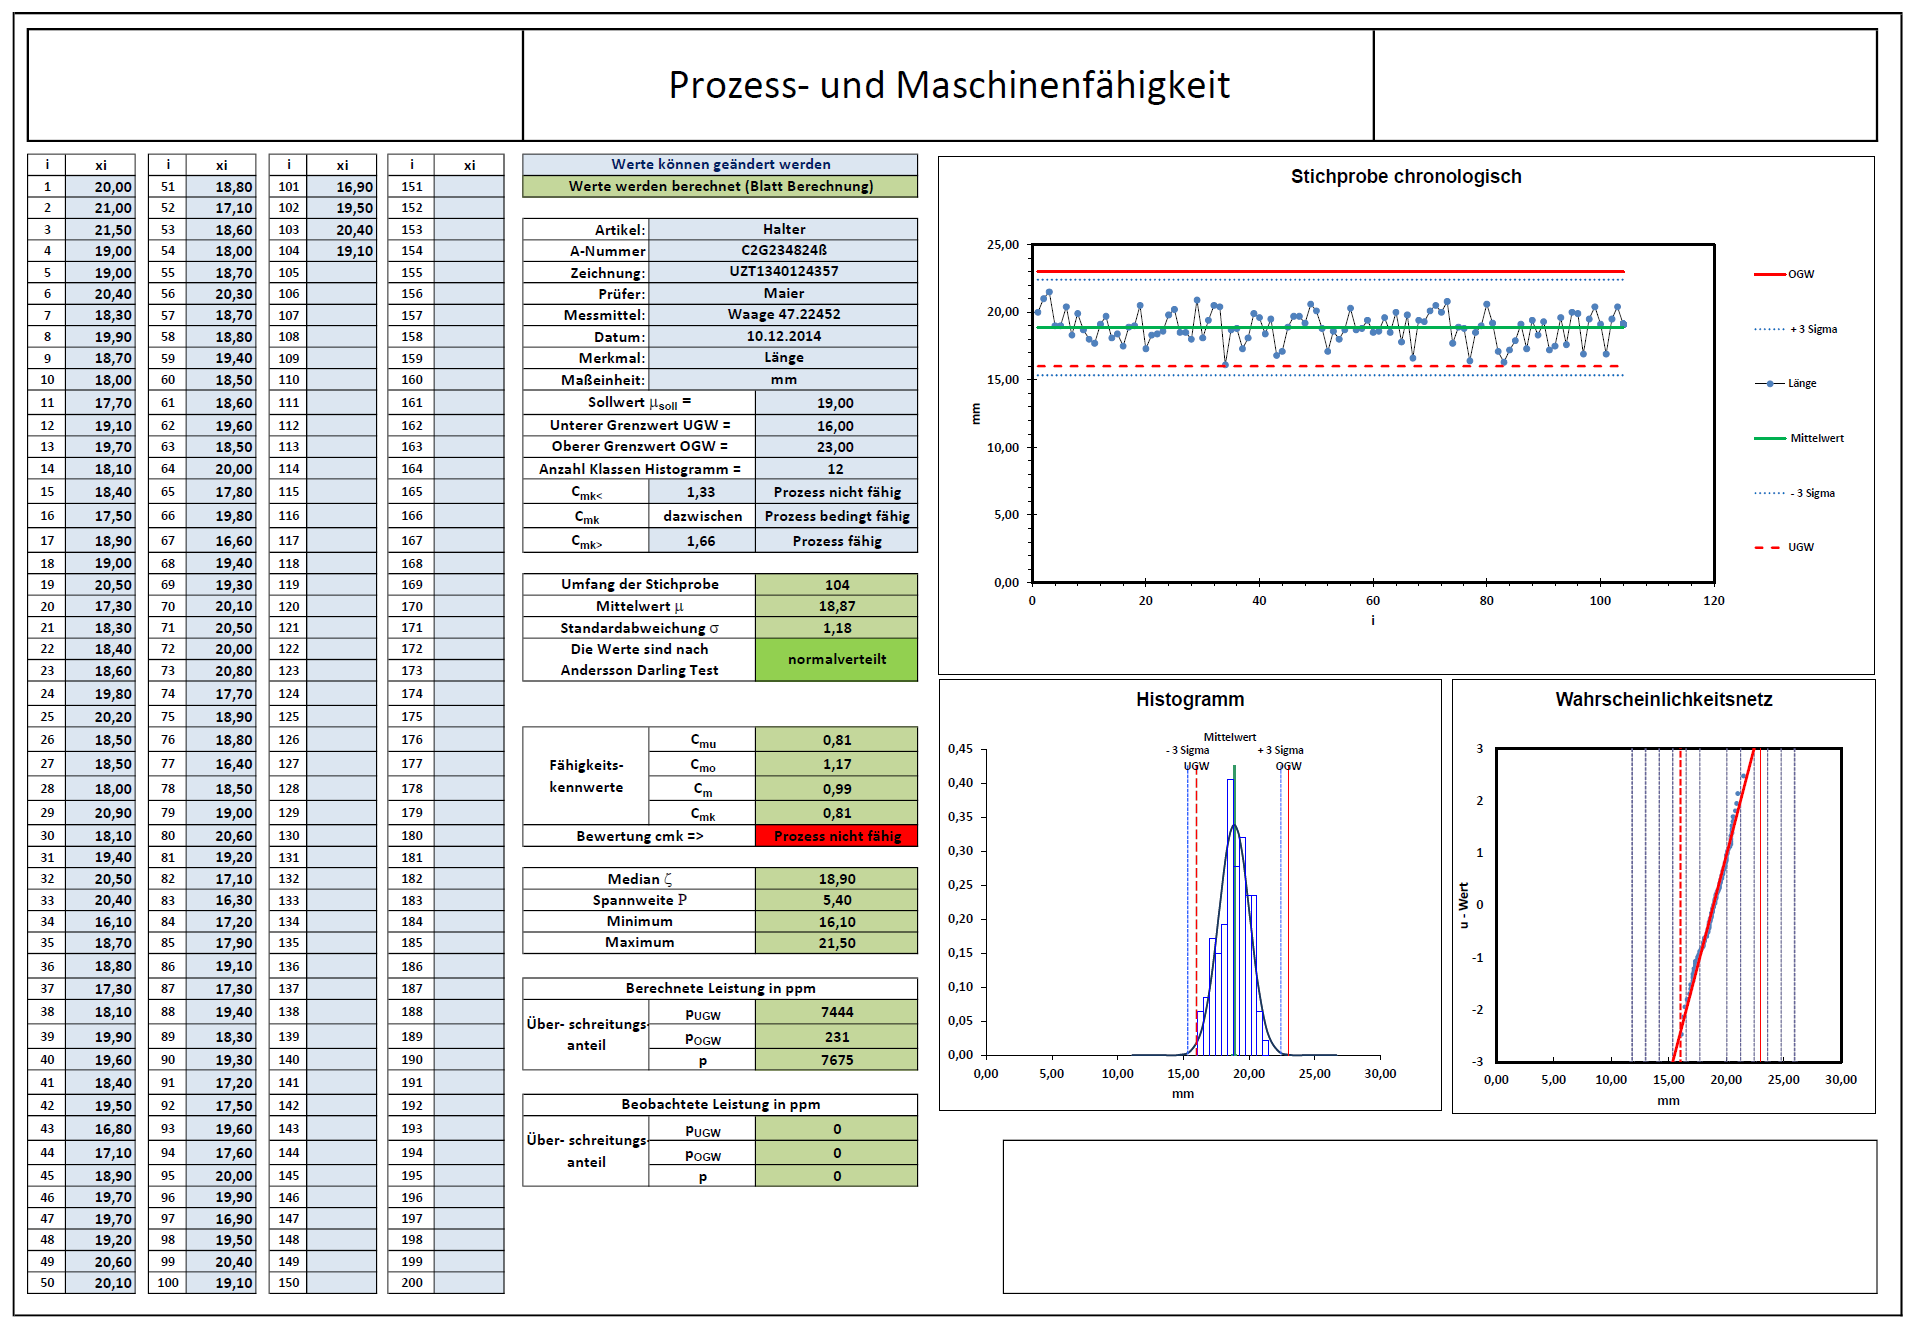 Prozess- und Maschinenfähigkeit
i xi i xi i xi i xi
1 20,00 51 18,80 101 16,90 151
2 21,00 52 17,10 102 19,50 152
3 21,50 53 18,60 103 20,40 153
4 19,00 54 18,00 104 19,10 154
5 19,00 55 18,70 105 155
6 20,40 56 20,30 106 156
7 18,30 57 18,70 107 157
8 19,90 58 18,80 108 158
9 18,70 59 19,40 109 159
10 18,00 60 18,50 110 160
11 17,70 61 18,60 111 161
12 19,10 62 19,60 112 162
13 19,70 63 18,50 113 163
14 18,10 64 20,00 114 164
15 18,40 65 17,80 115 165
16 17,50 66 19,80 116 166
17 18,90 67 16,60 117 167
18 19,00 68 19,40 118 168
19 20,50 69 19,30 119 169
20 17,30 70 20,10 120 170
21 18,30 71 20,50 121 171
22 18,40 72 20,00 122 172
23 18,60 73 20,80 123 173
24 19,80 74 17,70 124 174
25 20,20 75 18,90 125 175
26 18,50 76 18,80 126 176
27 18,50 77 16,40 127 177
28 18,00 78 18,50 128 178
29 20,90 79 19,00 129 179
30 18,10 80 20,60 130 180
31 19,40 81 19,20 131 181
32 20,50 82 17,10 132 182
33 20,40 83 16,30 133 183
34 16,10 84 17,20 134 184
35 18,70 85 17,90 135 185
36 18,80 86 19,10 136 186
37 17,30 87 17,30 137 187
38 18,10 88 19,40 138 188
39 19,90 89 18,30 139 189
40 19,60 90 19,30 140 190
41 18,40 91 17,20 141 191
42 19,50 92 17,50 142 192
43 16,80 93 19,60 143 193
44 17,10 94 17,60 144 194
45 18,90 95 20,00 145 195
46 19,70 96 19,90 146 196
47 19,70 97 16,90 147 197
48 19,20 98 19,50 148 198
49 20,60 99 20,40 149 199
50 20,10 100 19,10 150 200
Werte können geändert werden
Werte werden berechnet (Blatt Berechnung)
Artikel: Halter
A-Nummer C2G234824ß
Zeichnung: UZT1340124357
Prüfer: Maier
Messmittel: Waage 47.22452
Datum: 10.12.2014
Merkmal: Länge
Maßeinheit: mm
Sollwert μsoll = 19,00
Unterer Grenzwert UGW = 16,00
Oberer Grenzwert OGW = 23,00
Anzahl Klassen Histogramm = 12
Cmk< 1,33 Prozess nicht fähig
Cmk dazwischen Prozess bedingt fähig
Cmk> 1,66 Prozess fähig
Umfang der Stichprobe 104
Mittelwert μ 18,87
Standardabweichung σ 1,18
Die Werte sind nach
Andersson Darling Test
normalverteilt
Fähigkeits-
kennwerte
Cmu 0,81
Cmo 1,17
Cm 0,99
Cmk 0,81
Bewertung cmk => Prozess nicht fähig
Median ζ 18,90
Spannweite P 5,40
Minimum 16,10
Maximum 21,50
Berechnete Leistung in ppm
Über- schreitungs-
anteil
pUGW 7444
pOGW 231
p 7675
Beobachtete Leistung in ppm
Über- schreitungs-
anteil
pUGW 0
pOGW 0
p 0
Stichprobe chronologisch
25,00
20,00
15,00
10,00
5,00
0,00
mm
0 20 40 60 80 100 120
i
OGW
+ 3 Sigma
Länge
Mittelwert
- 3 Sigma
UGW
Histogramm
Mittelwert
- 3 Sigma + 3 Sigma
UGW OGW
0,45
0,40
0,35
0,30
0,25
0,20
0,15
0,10
0,05
0,00
0,00 5,00 10,00 15,00 20,00 25,00 30,00
mm
Wahrscheinlichkeitsnetz
3
2
1
0
-1
-2
-3
u - Wert
0,00 5,00 10,00 15,00 20,00 25,00 30,00
mm